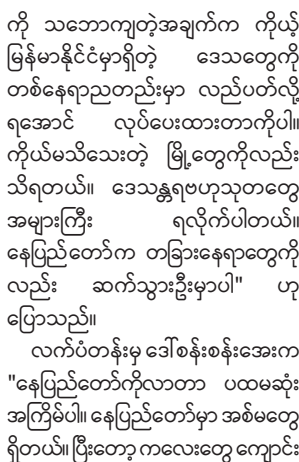 ကို သဘောကျတဲ့အချက်က ကိုယ့်
မြန်မာနိုင်ငံမှာရှိတဲ့ ဒေသတွေကို
တစ်နေရာညတည်းမှာ လည်ပတ်လို့
ရအောင် လုပ်ပေးထားတာကိုပါ။
ကိုယ်မသိသေးတဲ့ မြို့တွေကိုလည်း
သိရတယ်။ ဒေသန္တရဗဟုသုတတွေ
အများကြီး ရလိုက်ပါတယ်။
နေပြည်တော်က တခြားနေရာတွေကို
လည်း ဆက်သွားဦးမှာပါ" ဟု
ပြောသည်။
လက်ပံတန်းမှ ဒေါ်စန်းစန်းအေးက
"နေပြည်တော်ကိုလာတာ ပထမဆုံး
အကြိမ်ပါ။ နေပြည်တော်မှာ အစ်မတွေ
ရှိတယ်။ ပြီးတော့ ကလေးတွေ ကျောင်း